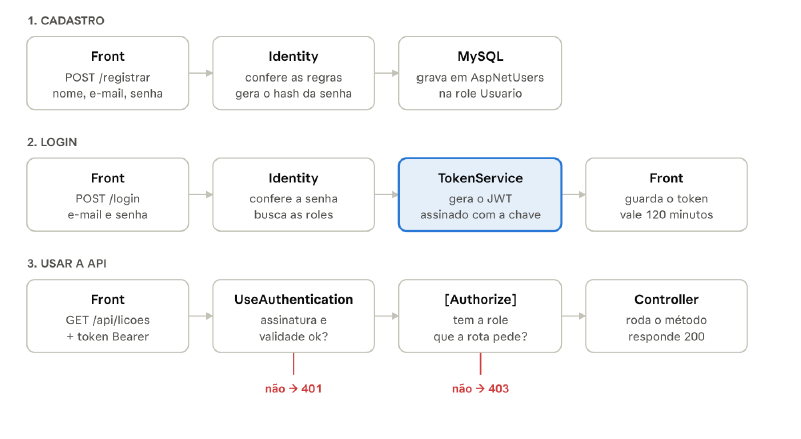 1. CADASTRO
Front
POST /registrar
nome, e-mail, senha
Identity
confere as regras
gera o hash da senha
MySQL
grava em AspNetUsers
na role Usuario
2. LOGIN
Front
POST /login
e-mail e senha
Identity
confere a senha
busca as roles
TokenService
gera o JWT
assinado com a chave
Front
guarda o token
vale 120 minutos
3. USAR A API
Front
GET /api/licoes
+ token Bearer
UseAuthentication
assinatura e
validade ok?
[Authorize]
tem a role
que a rota pede?
Controller
roda o método
responde 200
não → 401
não → 403